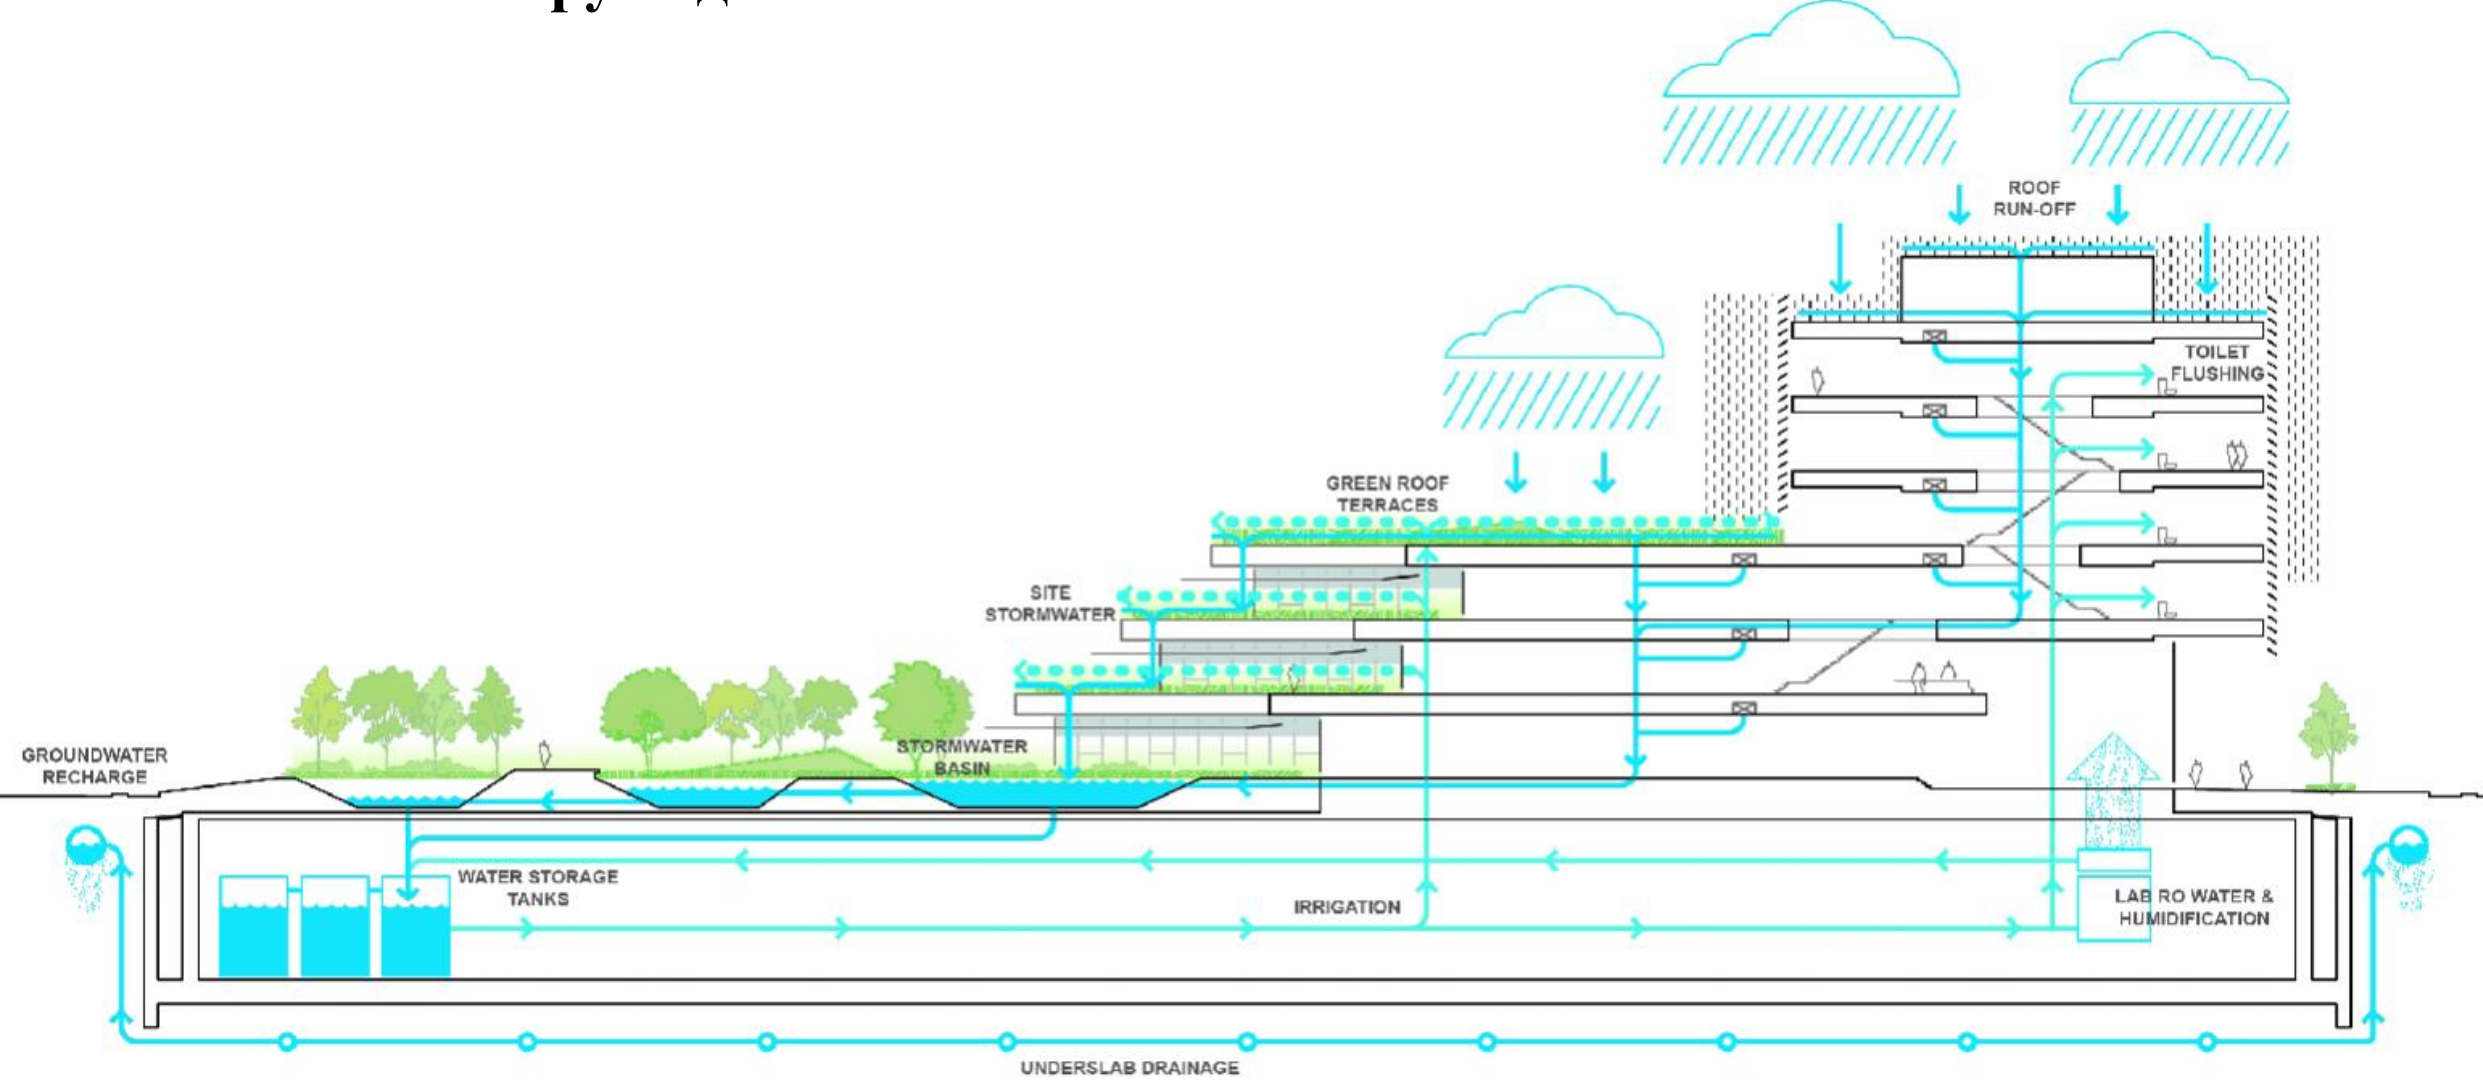 ROOF
RUN-OFF
TOILET
FLUSHING
GREEN ROOF
TERRACES
SITE
STORMWATER
STORMWATER
BASIN
GROUNDWATER
RECHARGE
WATER STORAGE
TANKS
IRRIGATION
LAB RO WATER &
HUMIDIFICATION
UNDERSLAB DRAINAGE